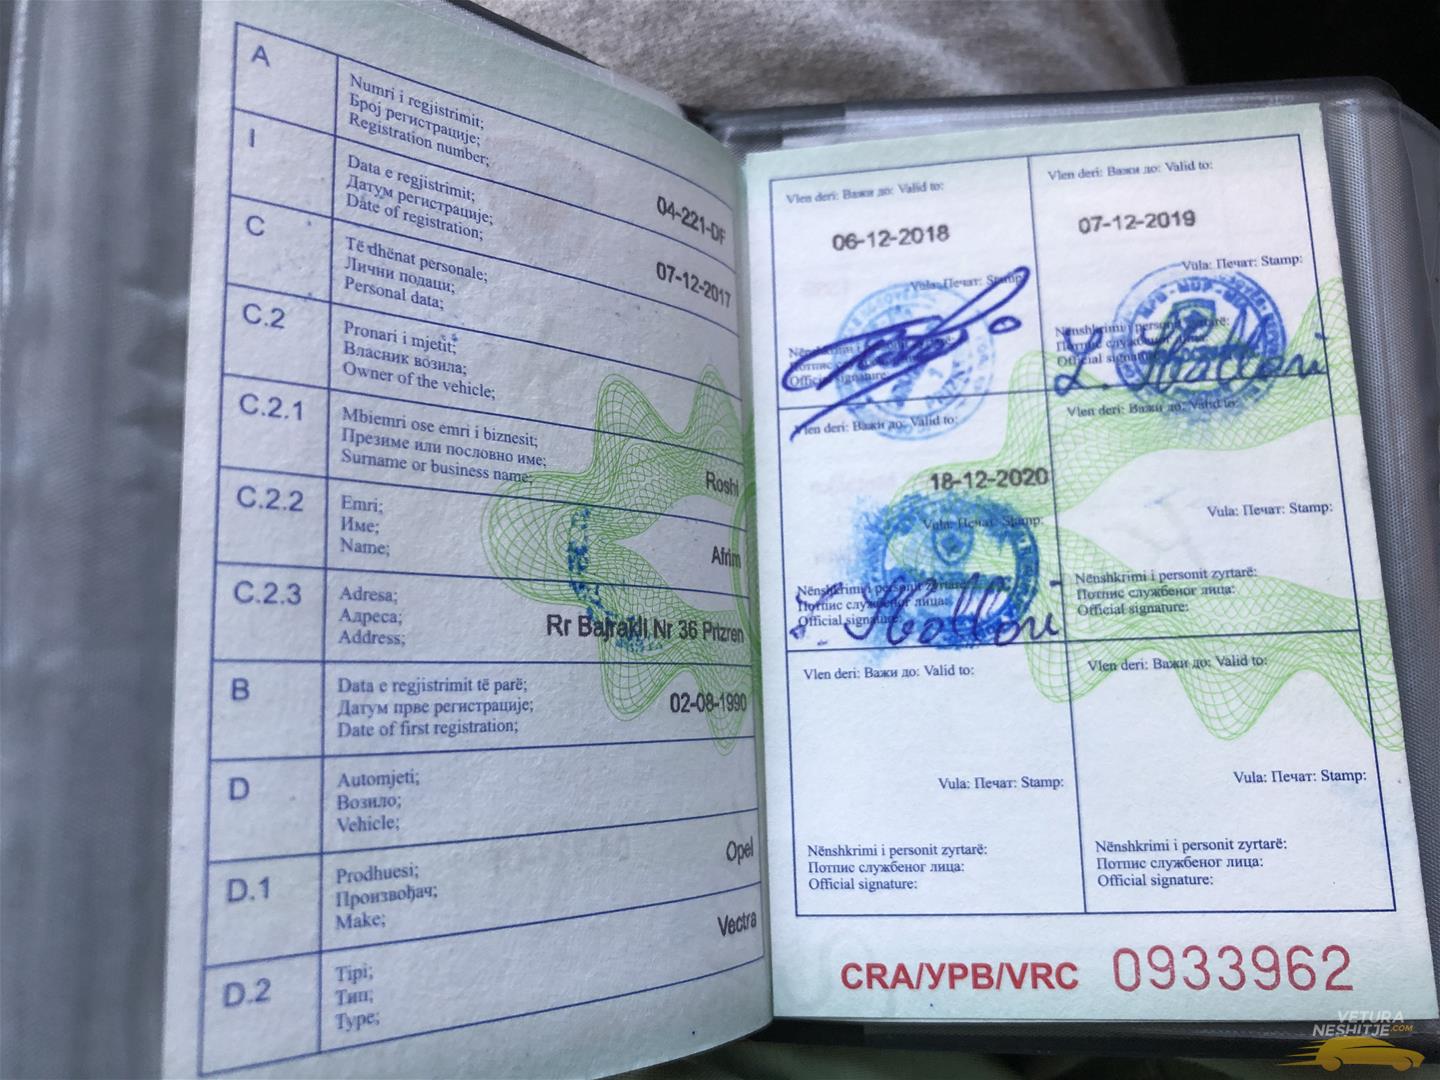 A
Numri i regjistrimit;
Број регистрације;
Registration number;
04-221-DF
I
Data e regjistrimit;
Датум регистрације;
Date of registration;
07-12-2017
C
Të dhënat personale;
Лични подаци;
Personal data;
C.2
Pronari i mjetit;
Власник возила;
Owner of the vehicle;
C.2.1
Mbiemri ose emri i biznesit;
Презиме или пословно име;
Surname or business name;
Roshi
C.2.2
Emri;
Име;
Name;
Afrim
C.2.3
Adresa;
Адреса;
Address;
Rr Bajrakli Nr 36 Prizren
B
Data e regjistrimit të parë;
Датум прве регистрације;
Date of first registration;
02-08-1990
D
Automjeti;
Возило;
Vehicle;
D.1
Prodhuesi;
Произвођач;
Make;
Opel
D.2
Tipi;
Тип;
Type;
Vectra
Vlen deri: Важи до: Valid to:
06-12-2018
Vula: Печат: Stamp:
Nënshkrimi i personit zyrtarë:
Потпис службеног лица:
Official signature:
Vlen deri: Важи до: Valid to:
07-12-2019
Vula: Печат: Stamp:
Nënshkrimi i personit zyrtarë:
Потпис службеног лица:
Official signature:
Vlen deri: Важи до: Valid to:
18-12-2020
Vula: Печат: Stamp:
Nënshkrimi i personit zyrtarë:
Потпис службеног лица:
Official signature:
Vlen deri: Важи до: Valid to:
Vula: Печат: Stamp:
Nënshkrimi i personit zyrtarë:
Потпис службеног лица:
Official signature:
Vlen deri: Важи до: Valid to:
Vula: Печат: Stamp:
Nënshkrimi i personit zyrtarë:
Потпис службеног лица:
Official signature:
Vlen deri: Важи до: Valid to:
Vula: Печат: Stamp:
Nënshkrimi i personit zyrtarë:
Потпис службеног лица:
Official signature:
CRA/УРВ/VRC 0933962
VETURA
NESHITJE.COM